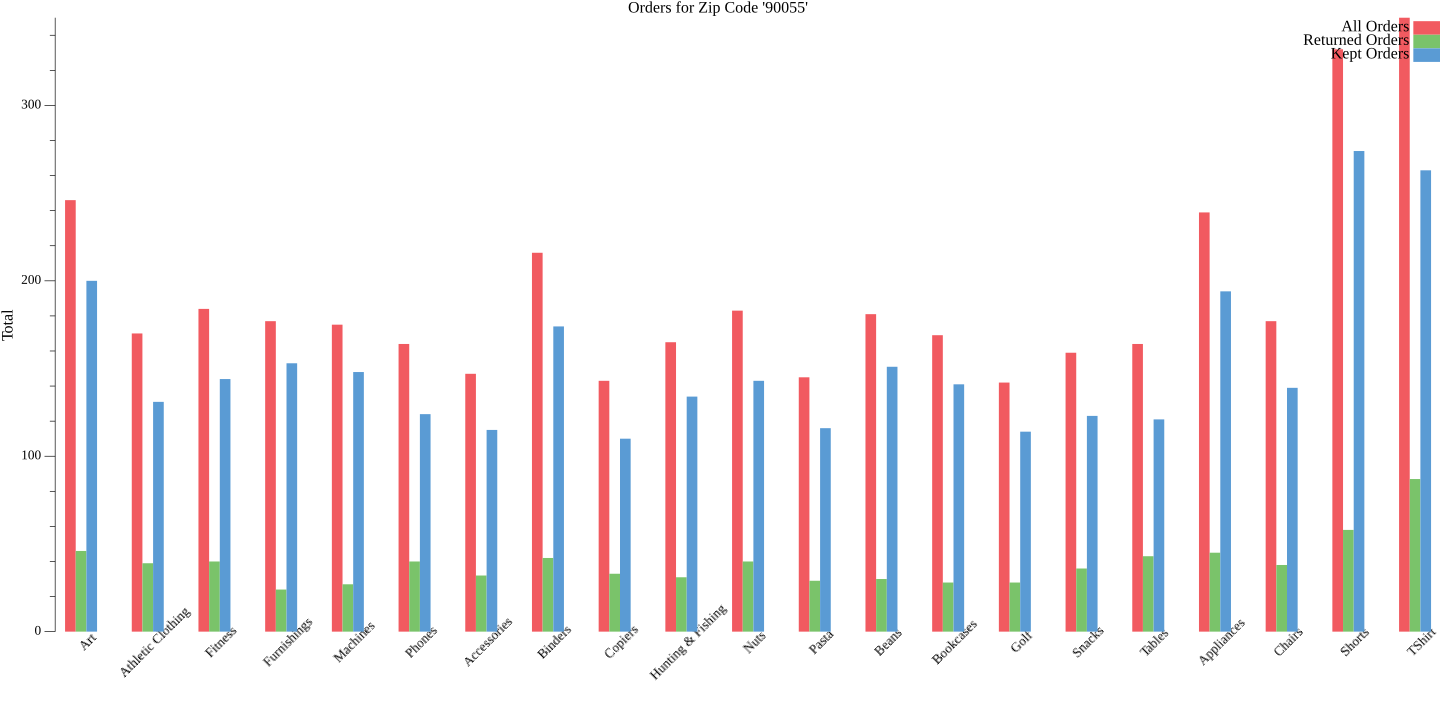 Orders for Zip Code '90055'
All Orders
Returned Orders
Kept Orders
300
200
100
0
Total
Art
Athletic Clothing
Fitness
Furnishings
Machines
Phones
Accessories
Binders
Copiers
Hunting & Fishing
Nuts
Pasta
Beans
Bookcases
Golf
Snacks
Tables
Appliances
Chairs
Shorts
TShirt